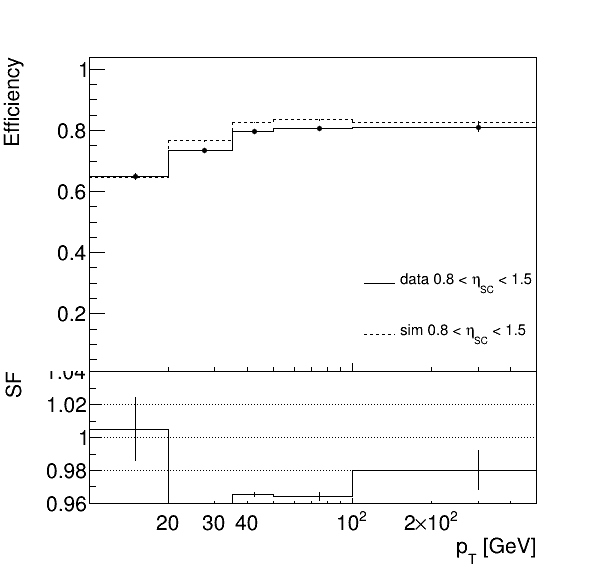 Efficiency
1
0.8
0.6
0.4
0.2
data 0.8 < η_SC < 1.5
sim 0.8 < η_SC < 1.5
SF
1.04
1.02
1
0.98
0.96
20 30 40 10² 2×10²
p_T [GeV]